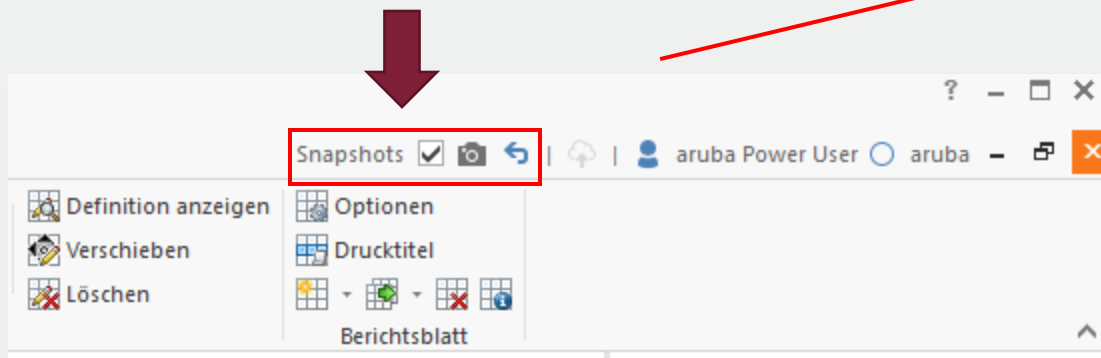 ?
Snapshots | | aruba Power User aruba
Definition anzeigen Optionen
Verschieben Drucktitel
Löschen
Berichtsblatt